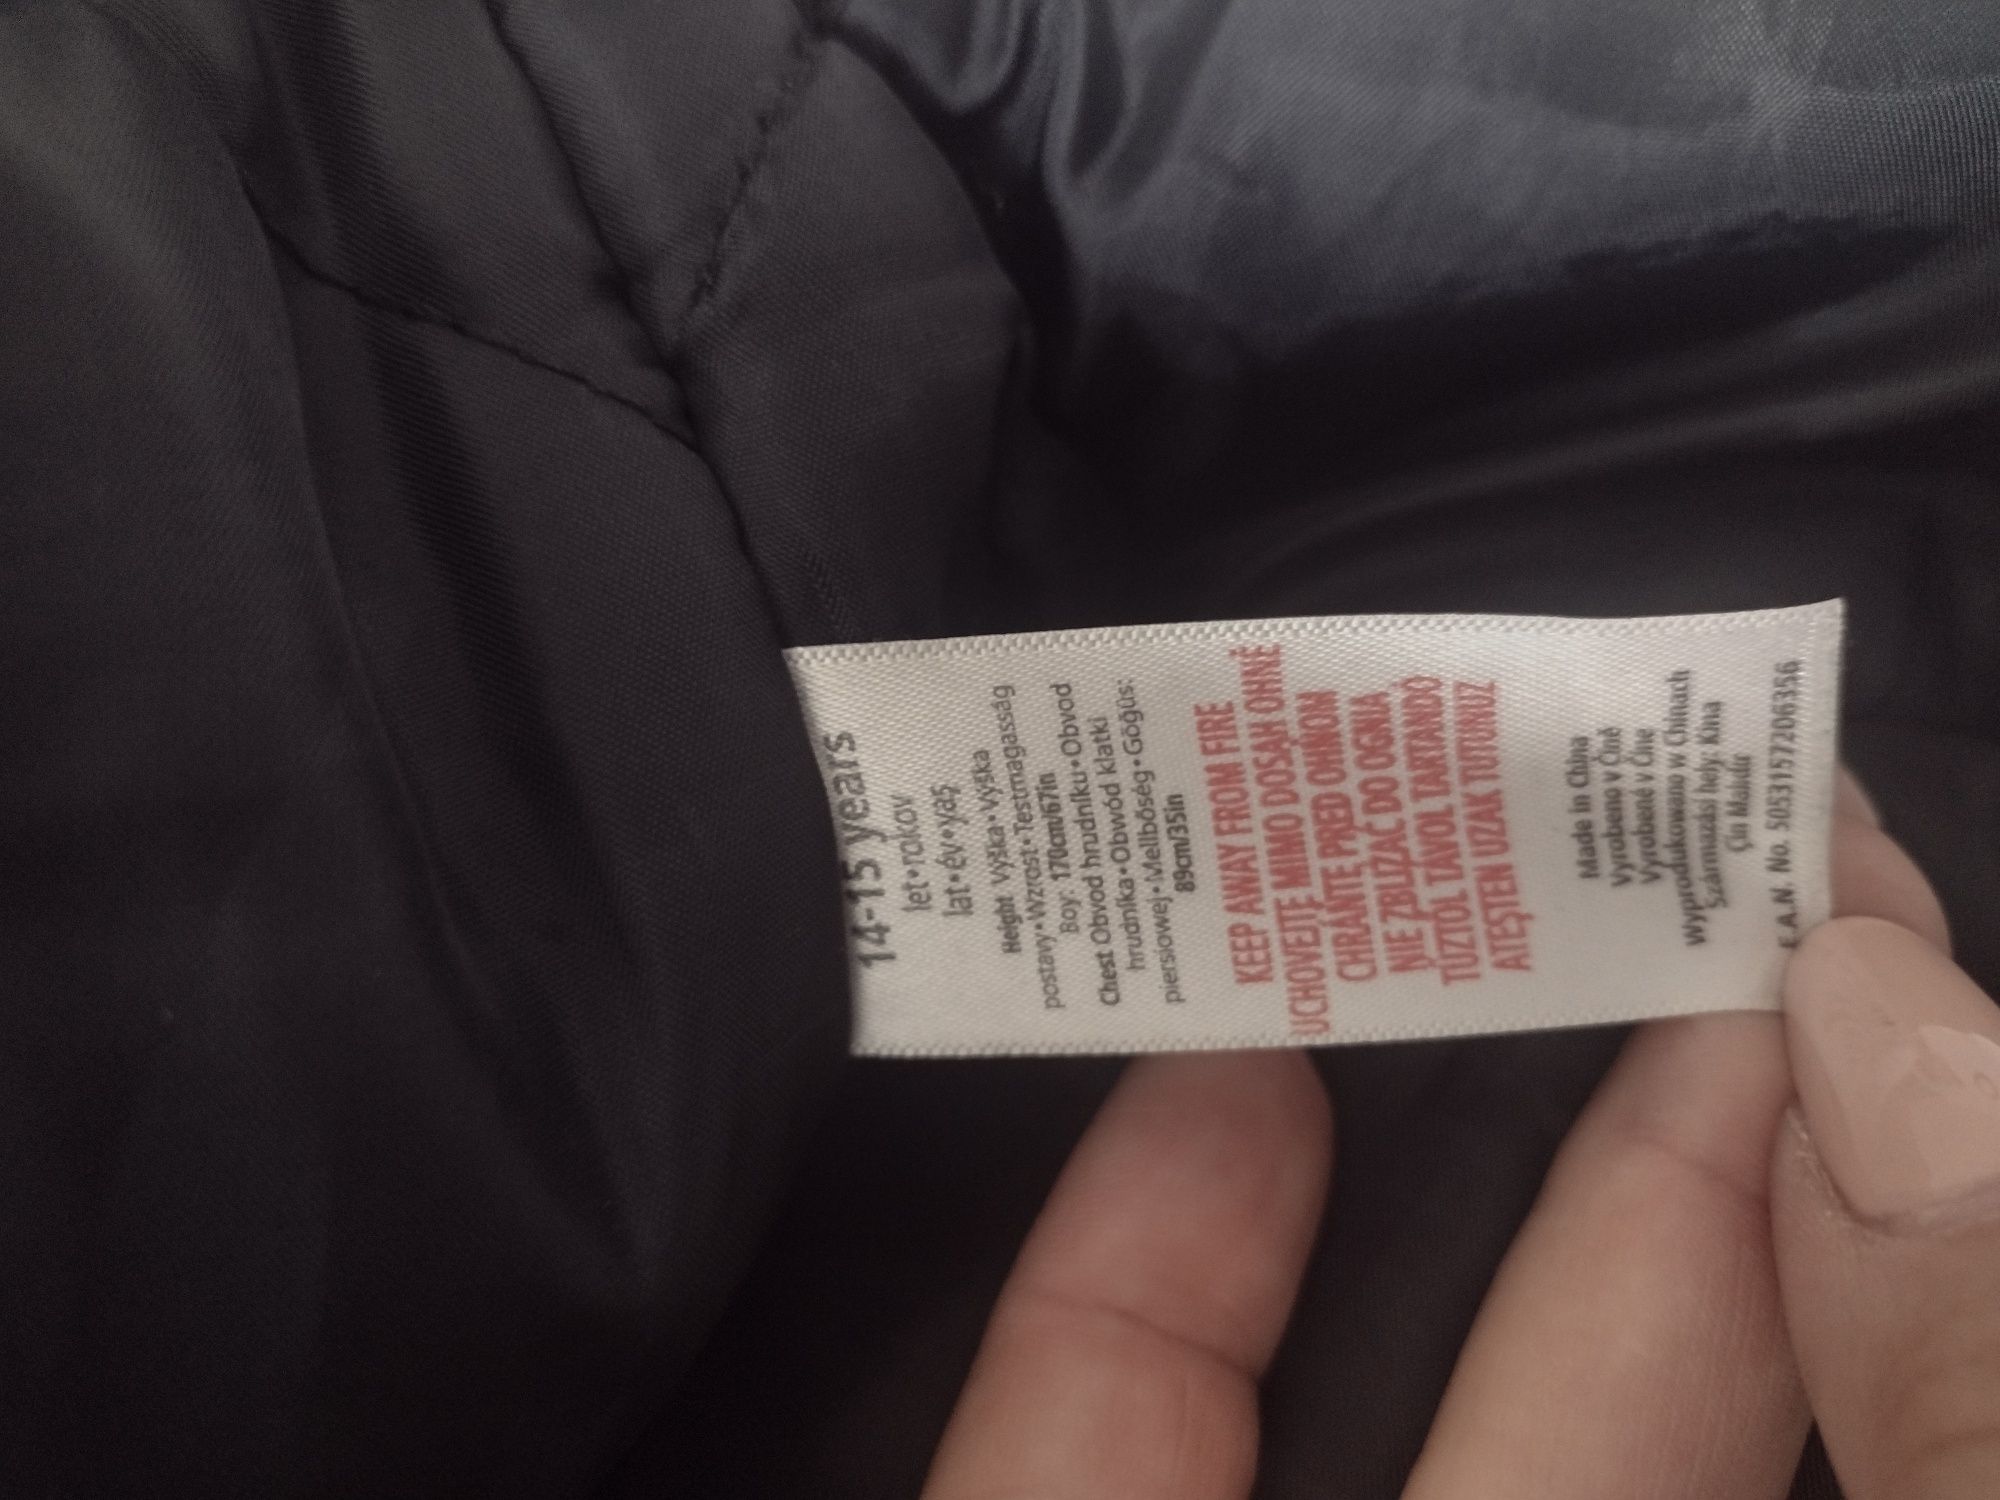 14-15 years
let•rokov
lat•év•yaş
Height Výška•Výška
postavy•Wzrost•Testmagasság
Boy: 170cm/67in
Chest Obvod hrudníku•Obvod
hrudníka•Obwód klatki
piersiowej•Mellbőség•Göğüs:
89cm/35in
KEEP AWAY FROM FIRE
UCHOVEJTE MIMO DOSAH OHNĚ
CHRÁŇTE PRED OHŇOM
NIE ZBLIŻAĆ DO OGNIA
TŰZTŐL TÁVOL TARTANDÓ
ATEŞTEN UZAK TUTUNUZ
Made in China
Vyrobeno v Číně
Vyrobené v Číne
Wyprodukowano w Chinach
Származási hely: Kína
Çin Malıdır
E.A.N. No. 5053157206356